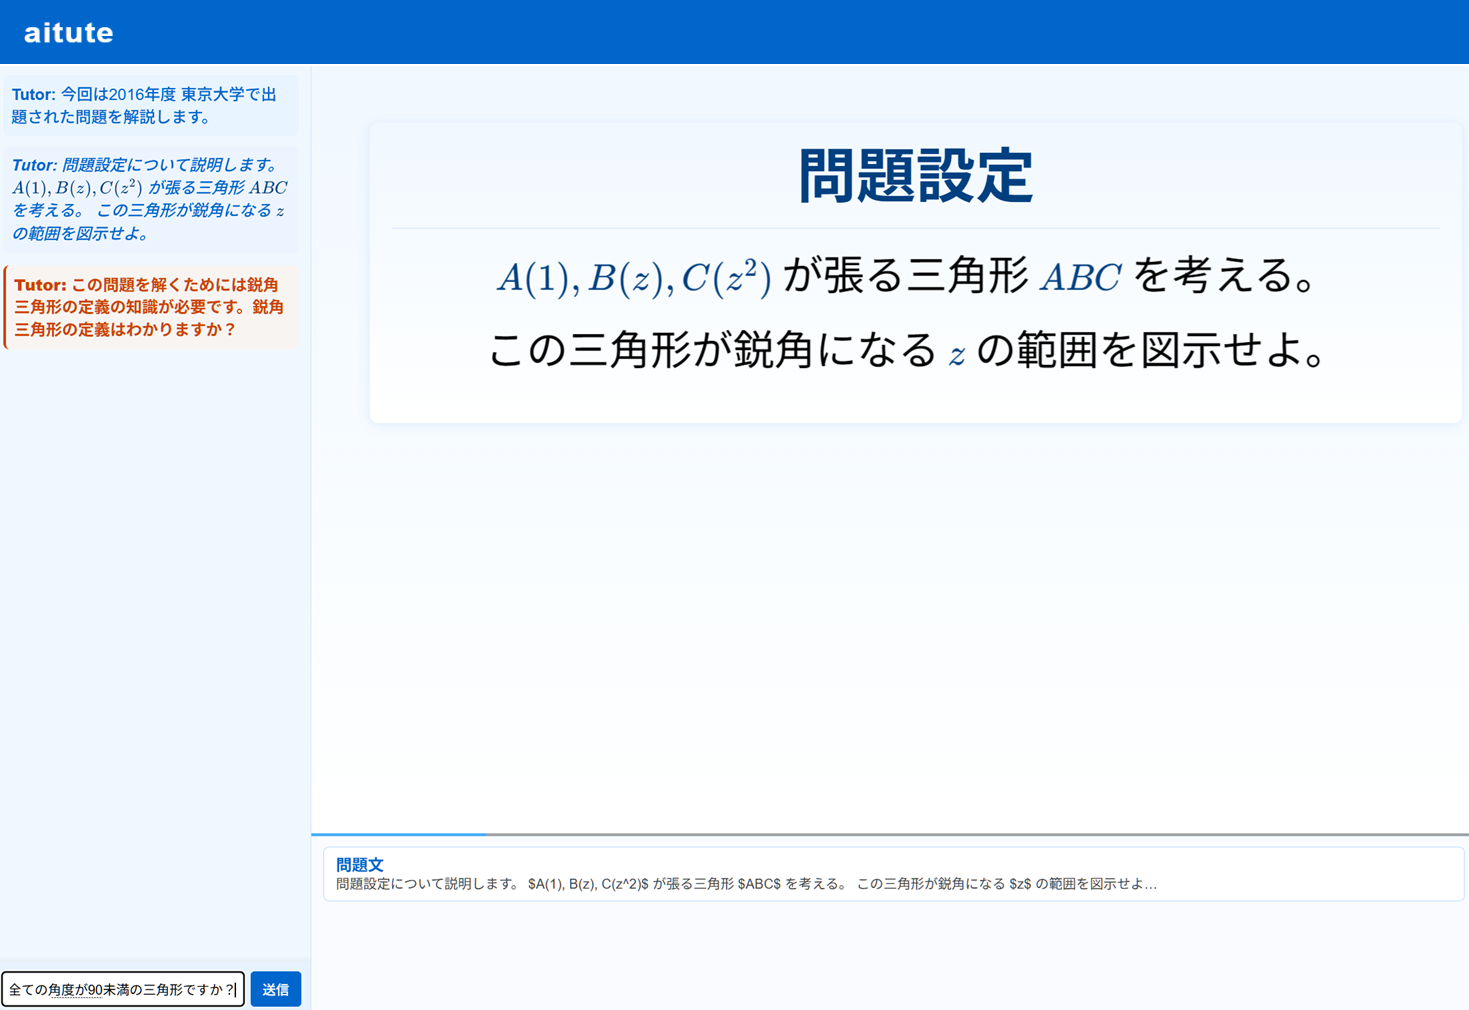 aitute
Tutor: 今回は2016年度 東京大学で出
題された問題を解説します。
Tutor: 問題設定について説明します。
A(1), B(z), C(z²) が張る三角形 ABC
を考える。 この三角形が鋭角になる z
の範囲を図示せよ。
Tutor: この問題を解くためには鋭角
三角形の定義の知識が必要です。鋭角
三角形の定義はわかりますか？
問題設定
A(1), B(z), C(z²) が張る三角形 ABC を考える。
この三角形が鋭角になる z の範囲を図示せよ。
問題文
問題設定について説明します。 $A(1), B(z), C(z^2)$ が張る三角形 $ABC$ を考える。 この三角形が鋭角になる $z$ の範囲を図示せよ…
全ての角度が90未満の三角形ですか？
送信